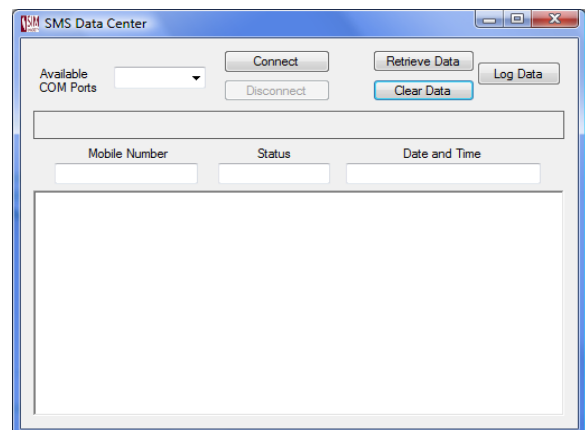 SIM SMS Data Center
Available
COM Ports
Connect
Disconnect
Retrieve Data
Clear Data
Log Data
Mobile Number
Status
Date and Time